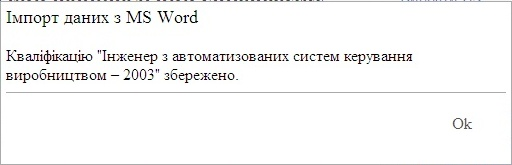 Імпорт даних з MS Word
Кваліфікацію "Інженер з автоматизованих систем керування
виробництвом – 2003" збережено.
Ok